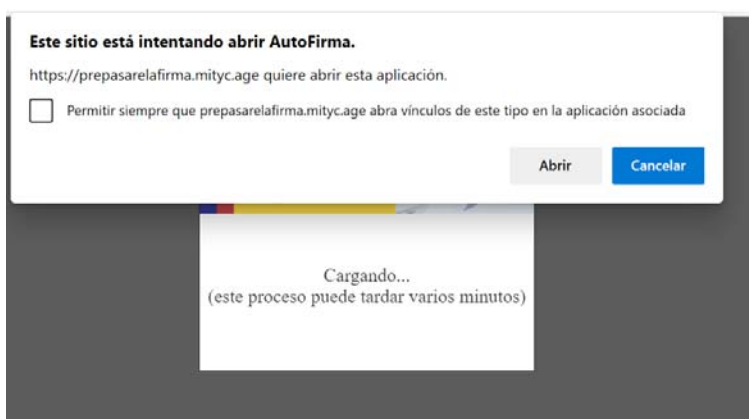 Este sitio está intentando abrir AutoFirma.
https://prepasarelafirma.mityc.age quiere abrir esta aplicación.
Permitir siempre que prepasarelafirma.mityc.age abra vínculos de este tipo en la aplicación asociada
Abrir
Cancelar
Cargando...
(este proceso puede tardar varios minutos)